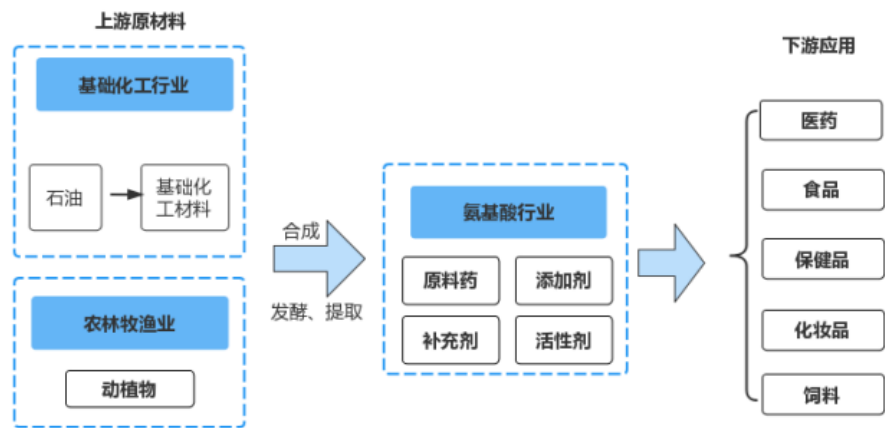 上游原材料
基础化工行业
石油
基础化
工材料
农林牧渔业
动植物
合成
发酵、提取
氨基酸行业
原料药
添加剂
补充剂
活性剂
下游应用
医药
食品
保健品
化妆品
饲料